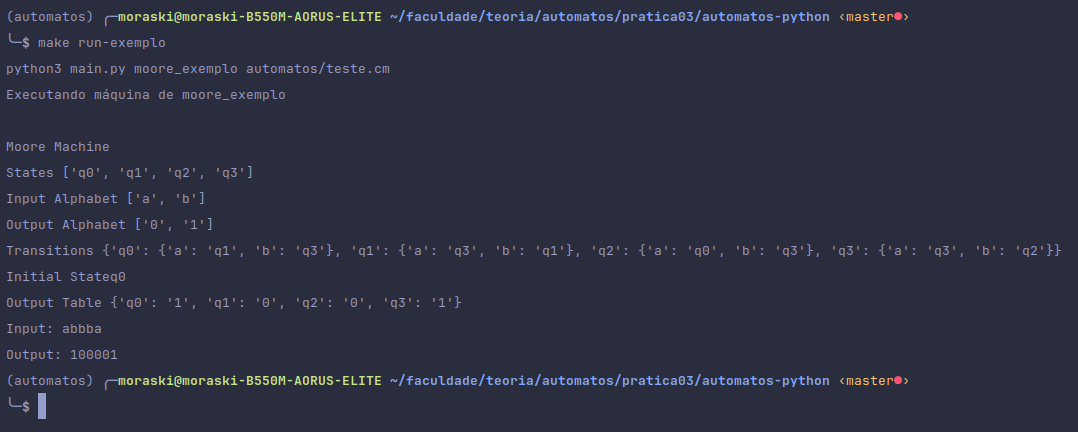 (automatos) ╭─moraski@moraski-B550M-AORUS-ELITE ~/faculdade/teoria/automatos/pratica03/automatos-python ‹master●›
╰─$ make run-exemplo
python3 main.py moore_exemplo automatos/teste.cm
Executando máquina de moore_exemplo
Moore Machine
States ['q0', 'q1', 'q2', 'q3']
Input Alphabet ['a', 'b']
Output Alphabet ['0', '1']
Transitions {'q0': {'a': 'q1', 'b': 'q3'}, 'q1': {'a': 'q3', 'b': 'q1'}, 'q2': {'a': 'q0', 'b': 'q3'}, 'q3': {'a': 'q3', 'b': 'q2'}}
Initial Stateq0
Output Table {'q0': '1', 'q1': '0', 'q2': '0', 'q3': '1'}
Input: abbba
Output: 100001
(automatos) ╭─moraski@moraski-B550M-AORUS-ELITE ~/faculdade/teoria/automatos/pratica03/automatos-python ‹master●›
╰─$